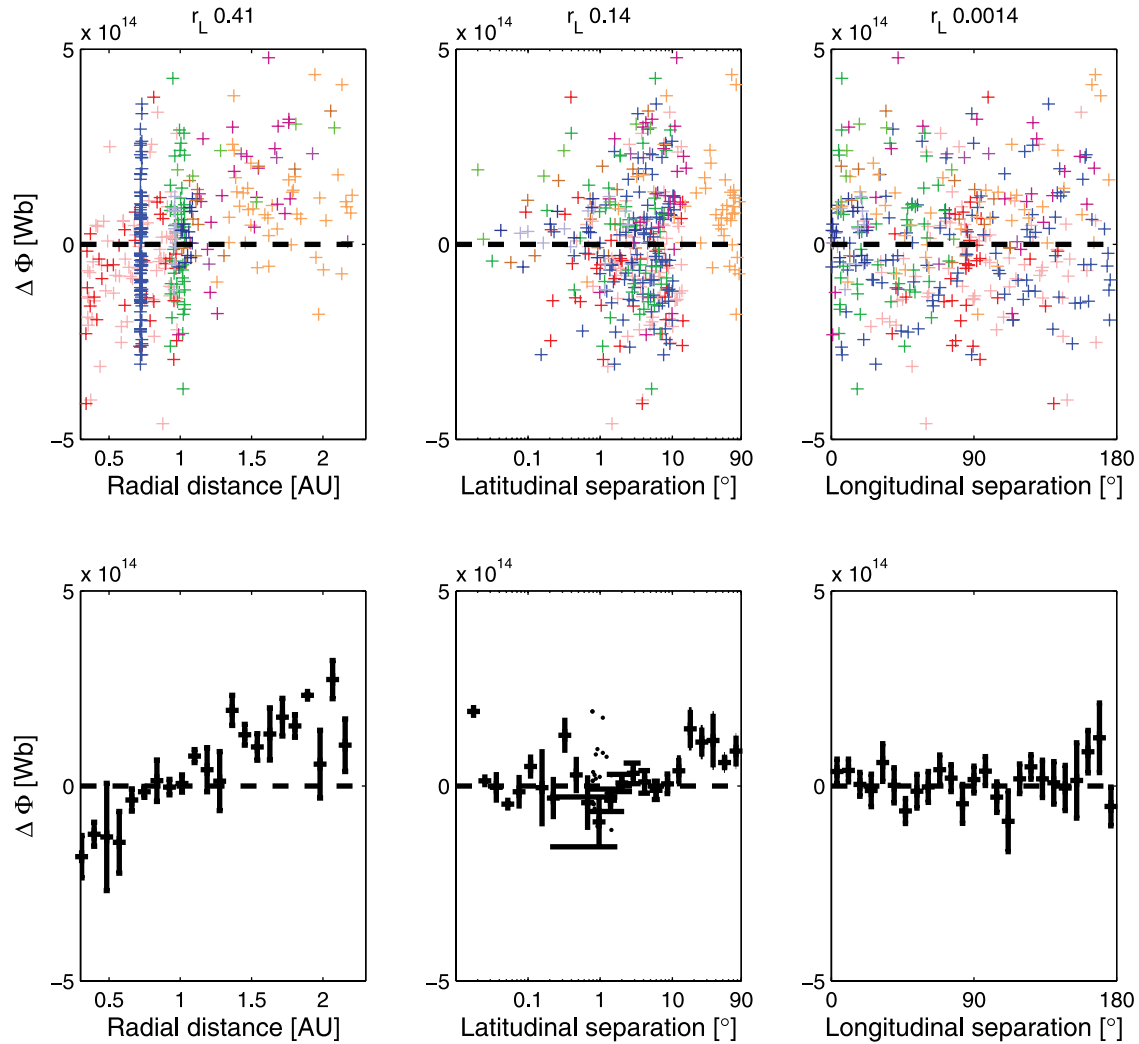 r_L 0.41
r_L 0.14
r_L 0.0014
x 10^14
x 10^14
x 10^14
5
5
5
Δ Φ [Wb]
0
0
0
−5
−5
−5
0.5 1 1.5 2
0.1 1 10 90
0 90 180
Radial distance [AU]
Latitudinal separation [°]
Longitudinal separation [°]
x 10^14
x 10^14
x 10^14
5
5
5
Δ Φ [Wb]
0
0
0
−5
−5
−5
0.5 1 1.5 2
0.1 1 10 90
0 90 180
Radial distance [AU]
Latitudinal separation [°]
Longitudinal separation [°]